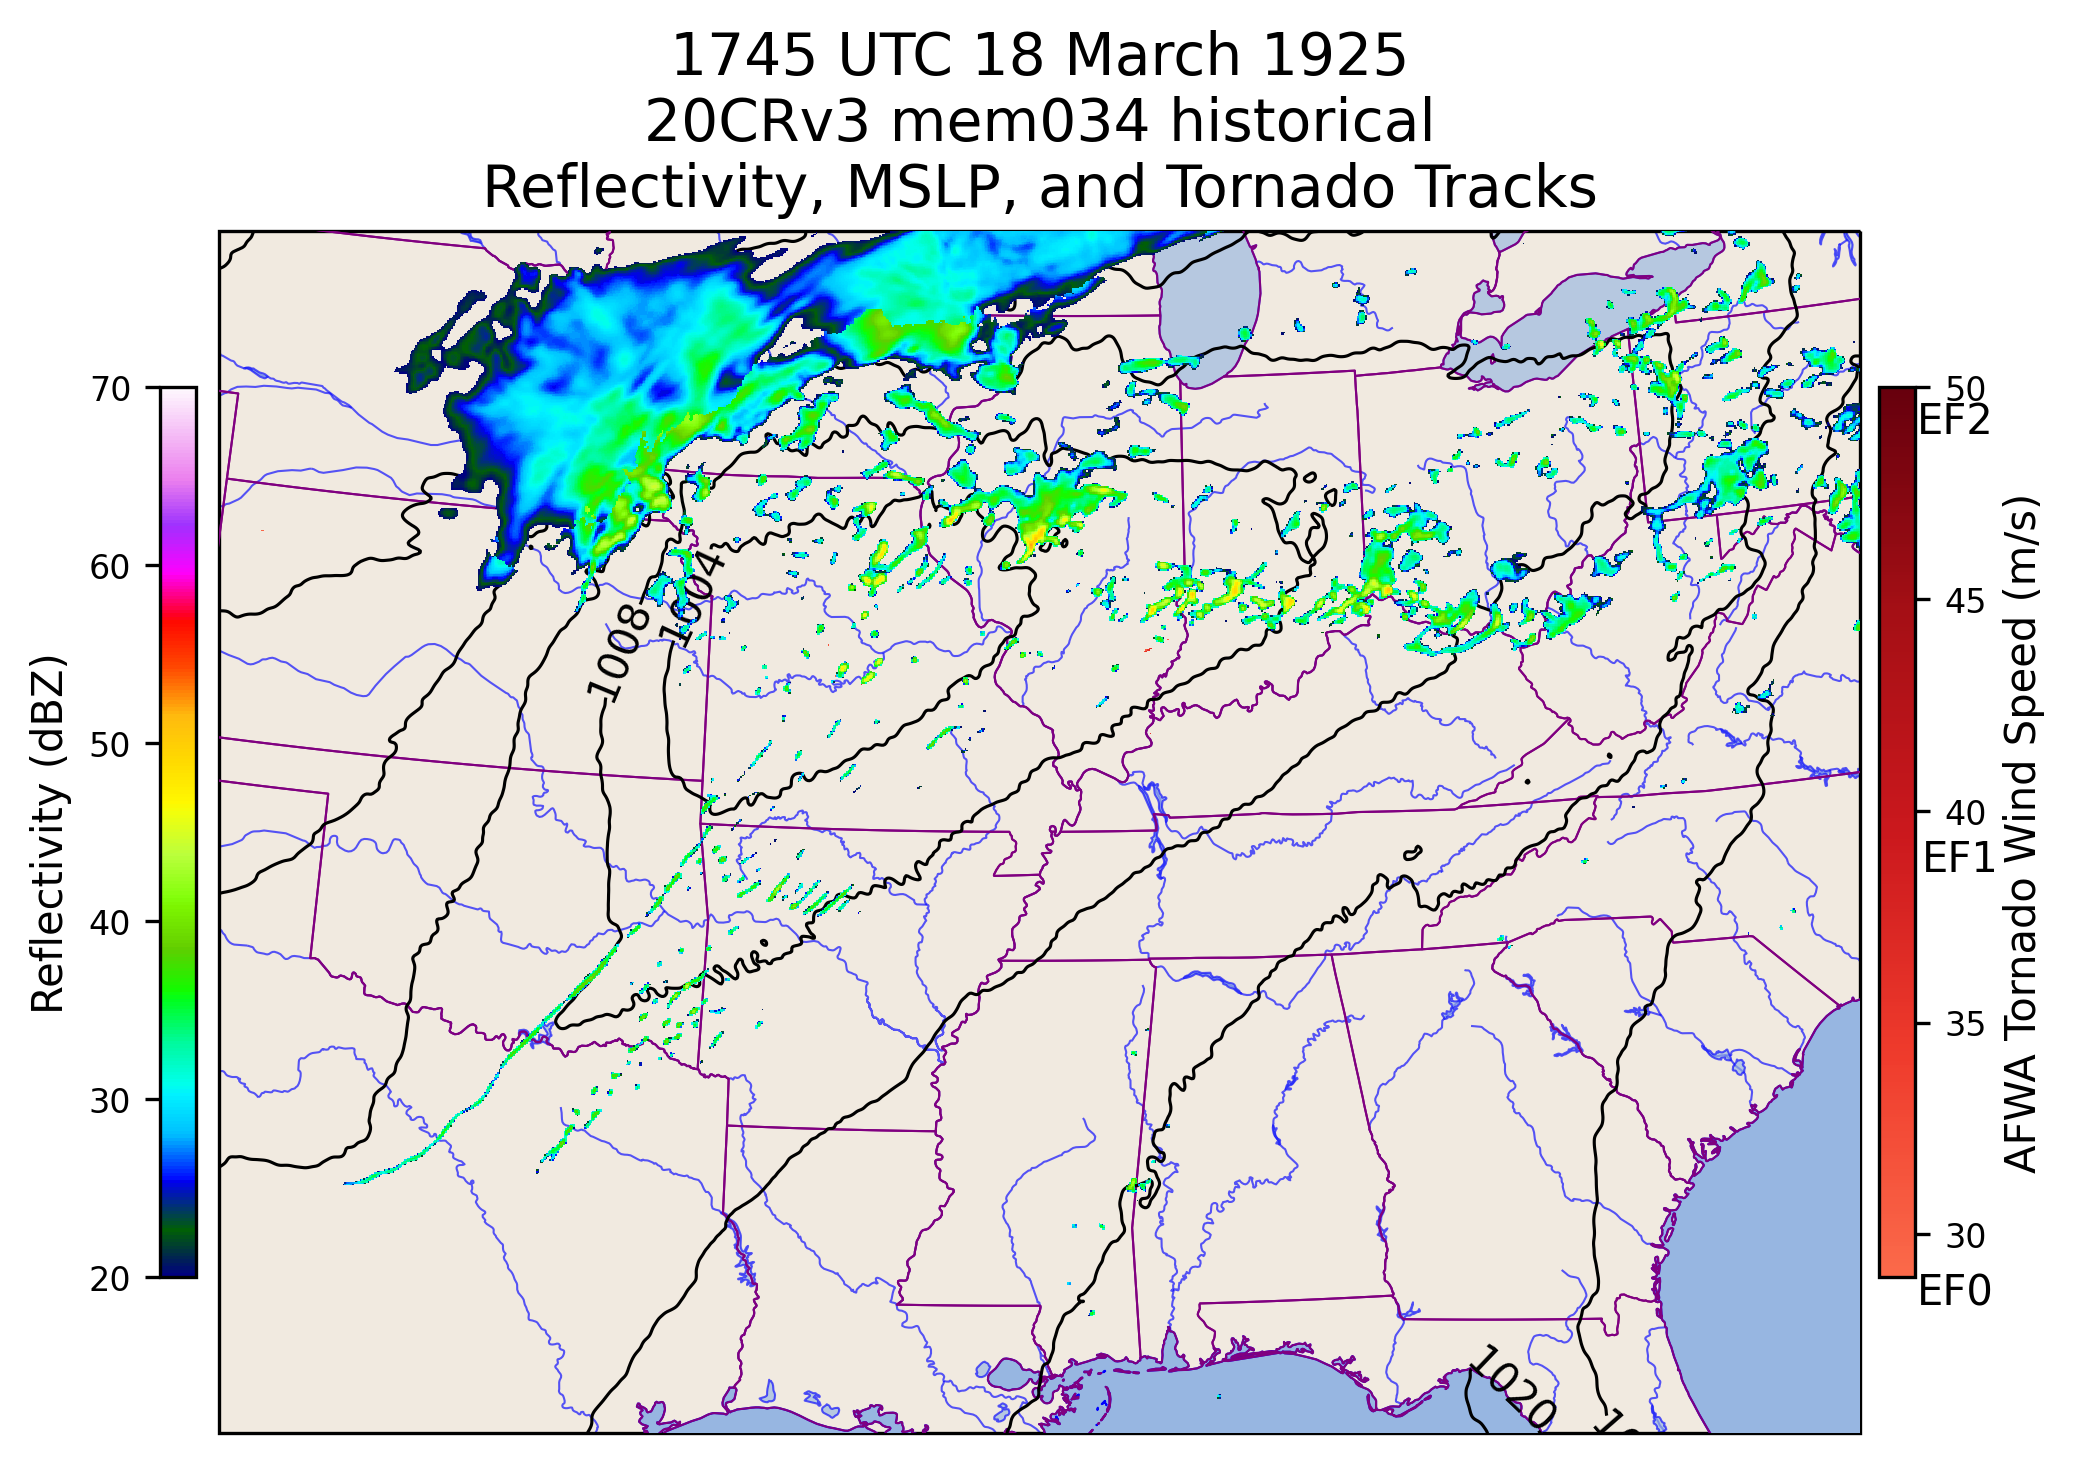 1745 UTC 18 March 1925
20CRv3 mem034 historical
Reflectivity, MSLP, and Tornado Tracks
Reflectivity (dBZ)
70
60
50
40
30
20
1008
1004
1020
50
EF2
45
40
EF1
35
30
EF0
AFWA Tornado Wind Speed (m/s)